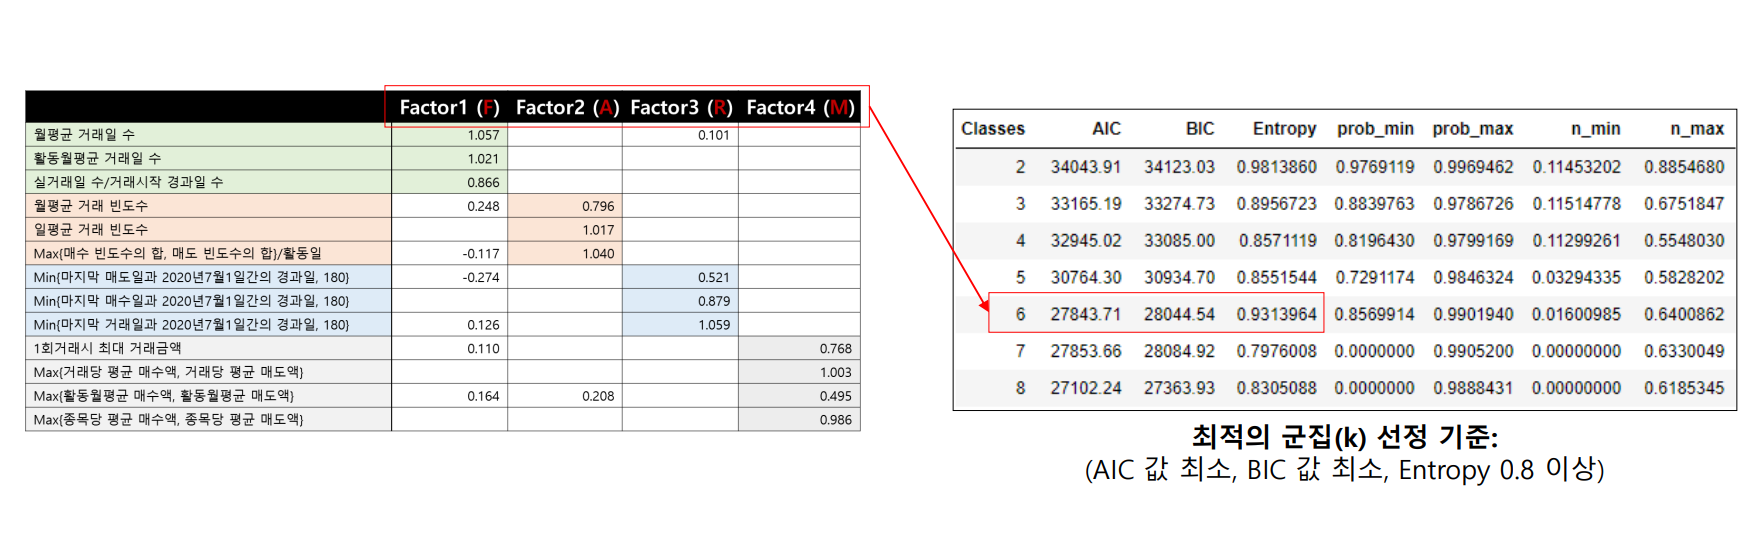 Factor1 (F) Factor2 (A) Factor3 (R) Factor4 (M)
월평균 거래일 수 1.057 0.101
활동월평균 거래일 수 1.021
실거래일 수/거래시작 경과일 수 0.866
월평균 거래 빈도수 0.248 0.796
일평균 거래 빈도수 1.017
Max{매수 빈도수의 합, 매도 빈도수의 합}/활동일 -0.117 1.040
Min{마지막 매도일과 2020년7월1일간의 경과일, 180} -0.274 0.521
Min{마지막 매수일과 2020년7월1일간의 경과일, 180} 0.879
Min{마지막 거래일과 2020년7월1일간의 경과일, 180} 0.126 1.059
1회거래시 최대 거래금액 0.110 0.768
Max{거래당 평균 매수액, 거래당 평균 매도액} 1.003
Max{활동월평균 매수액, 활동월평균 매도액} 0.164 0.208 0.495
Max{종목당 평균 매수액, 종목당 평균 매도액} 0.986
Classes AIC BIC Entropy prob_min prob_max n_min n_max
2 34043.91 34123.03 0.9813860 0.9769119 0.9969462 0.11453202 0.8854680
3 33165.19 33274.73 0.8956723 0.8839763 0.9786726 0.11514778 0.6751847
4 32945.02 33085.00 0.8571119 0.8196430 0.9799169 0.11299261 0.5548030
5 30764.30 30934.70 0.8551544 0.7291174 0.9846324 0.03294335 0.5828202
6 27843.71 28044.54 0.9313964 0.8569914 0.9901940 0.01600985 0.6400862
7 27853.66 28084.92 0.7976008 0.0000000 0.9905200 0.00000000 0.6330049
8 27102.24 27363.93 0.8305088 0.0000000 0.9888431 0.00000000 0.6185345
최적의 군집(k) 선정 기준:
(AIC 값 최소, BIC 값 최소, Entropy 0.8 이상)